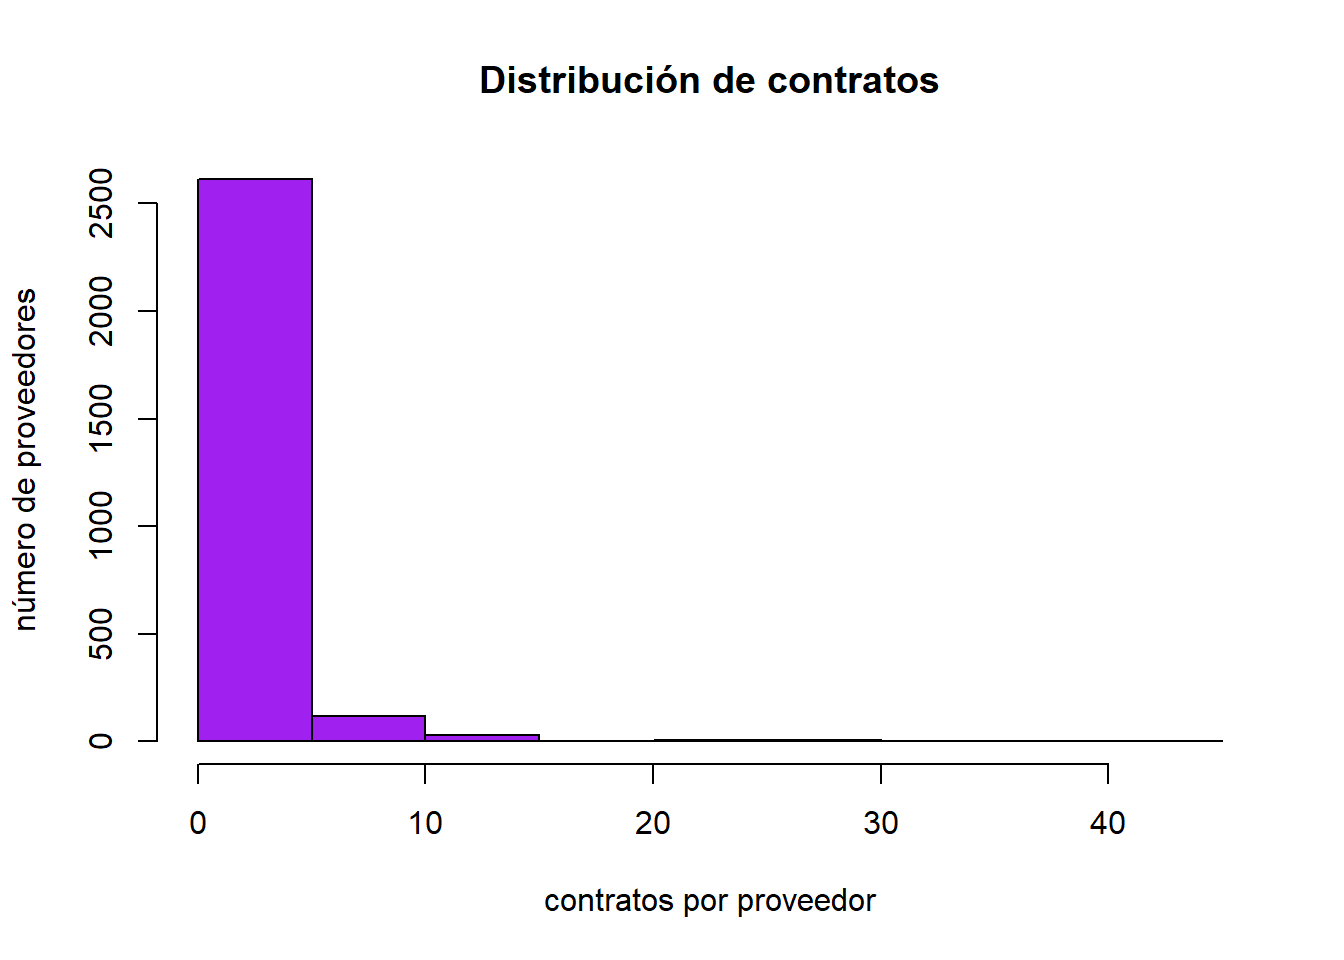 Distribución de contratos
número de proveedores
2500
2000
1500
1000
500
0
0 10 20 30 40
contratos por proveedor